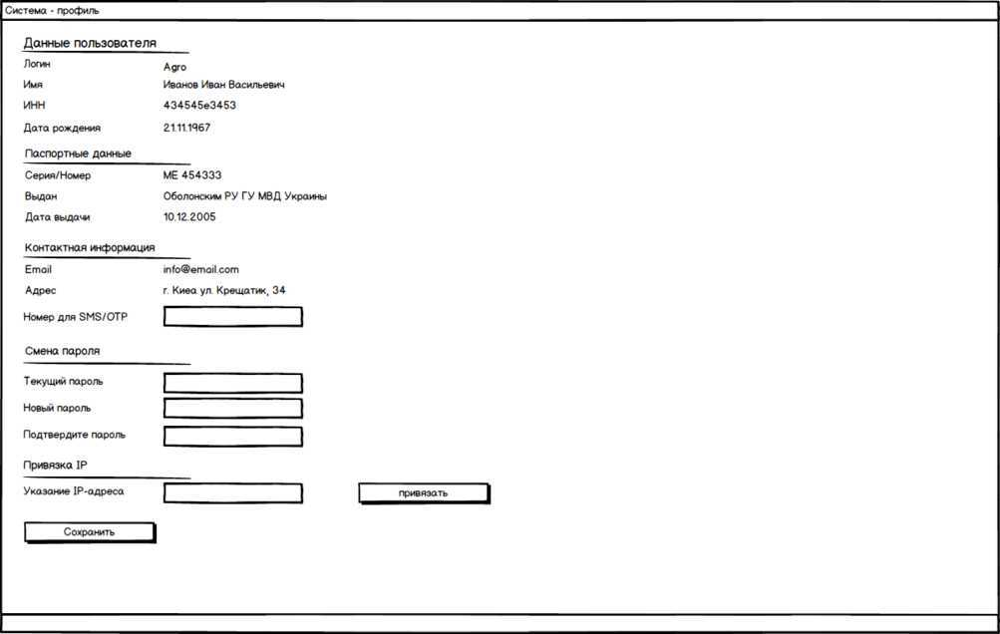 Система - профиль
Данные пользователя
Логин Agro
Имя Иванов Иван Васильевич
ИНН 434545е3453
Дата рождения 21.11.1967
Паспортные данные
Серия/Номер МЕ 454333
Выдан Оболонским РУ ГУ МВД Украины
Дата выдачи 10.12.2005
Контактная информация
Email info@email.com
Адрес г. Киеа ул. Крещатик, 34
Номер для SMS/OTP
Смена пароля
Текущий пароль
Новый пароль
Подтвердите пароль
Привязка IP
Указание IP-адреса привязать
Сохранить